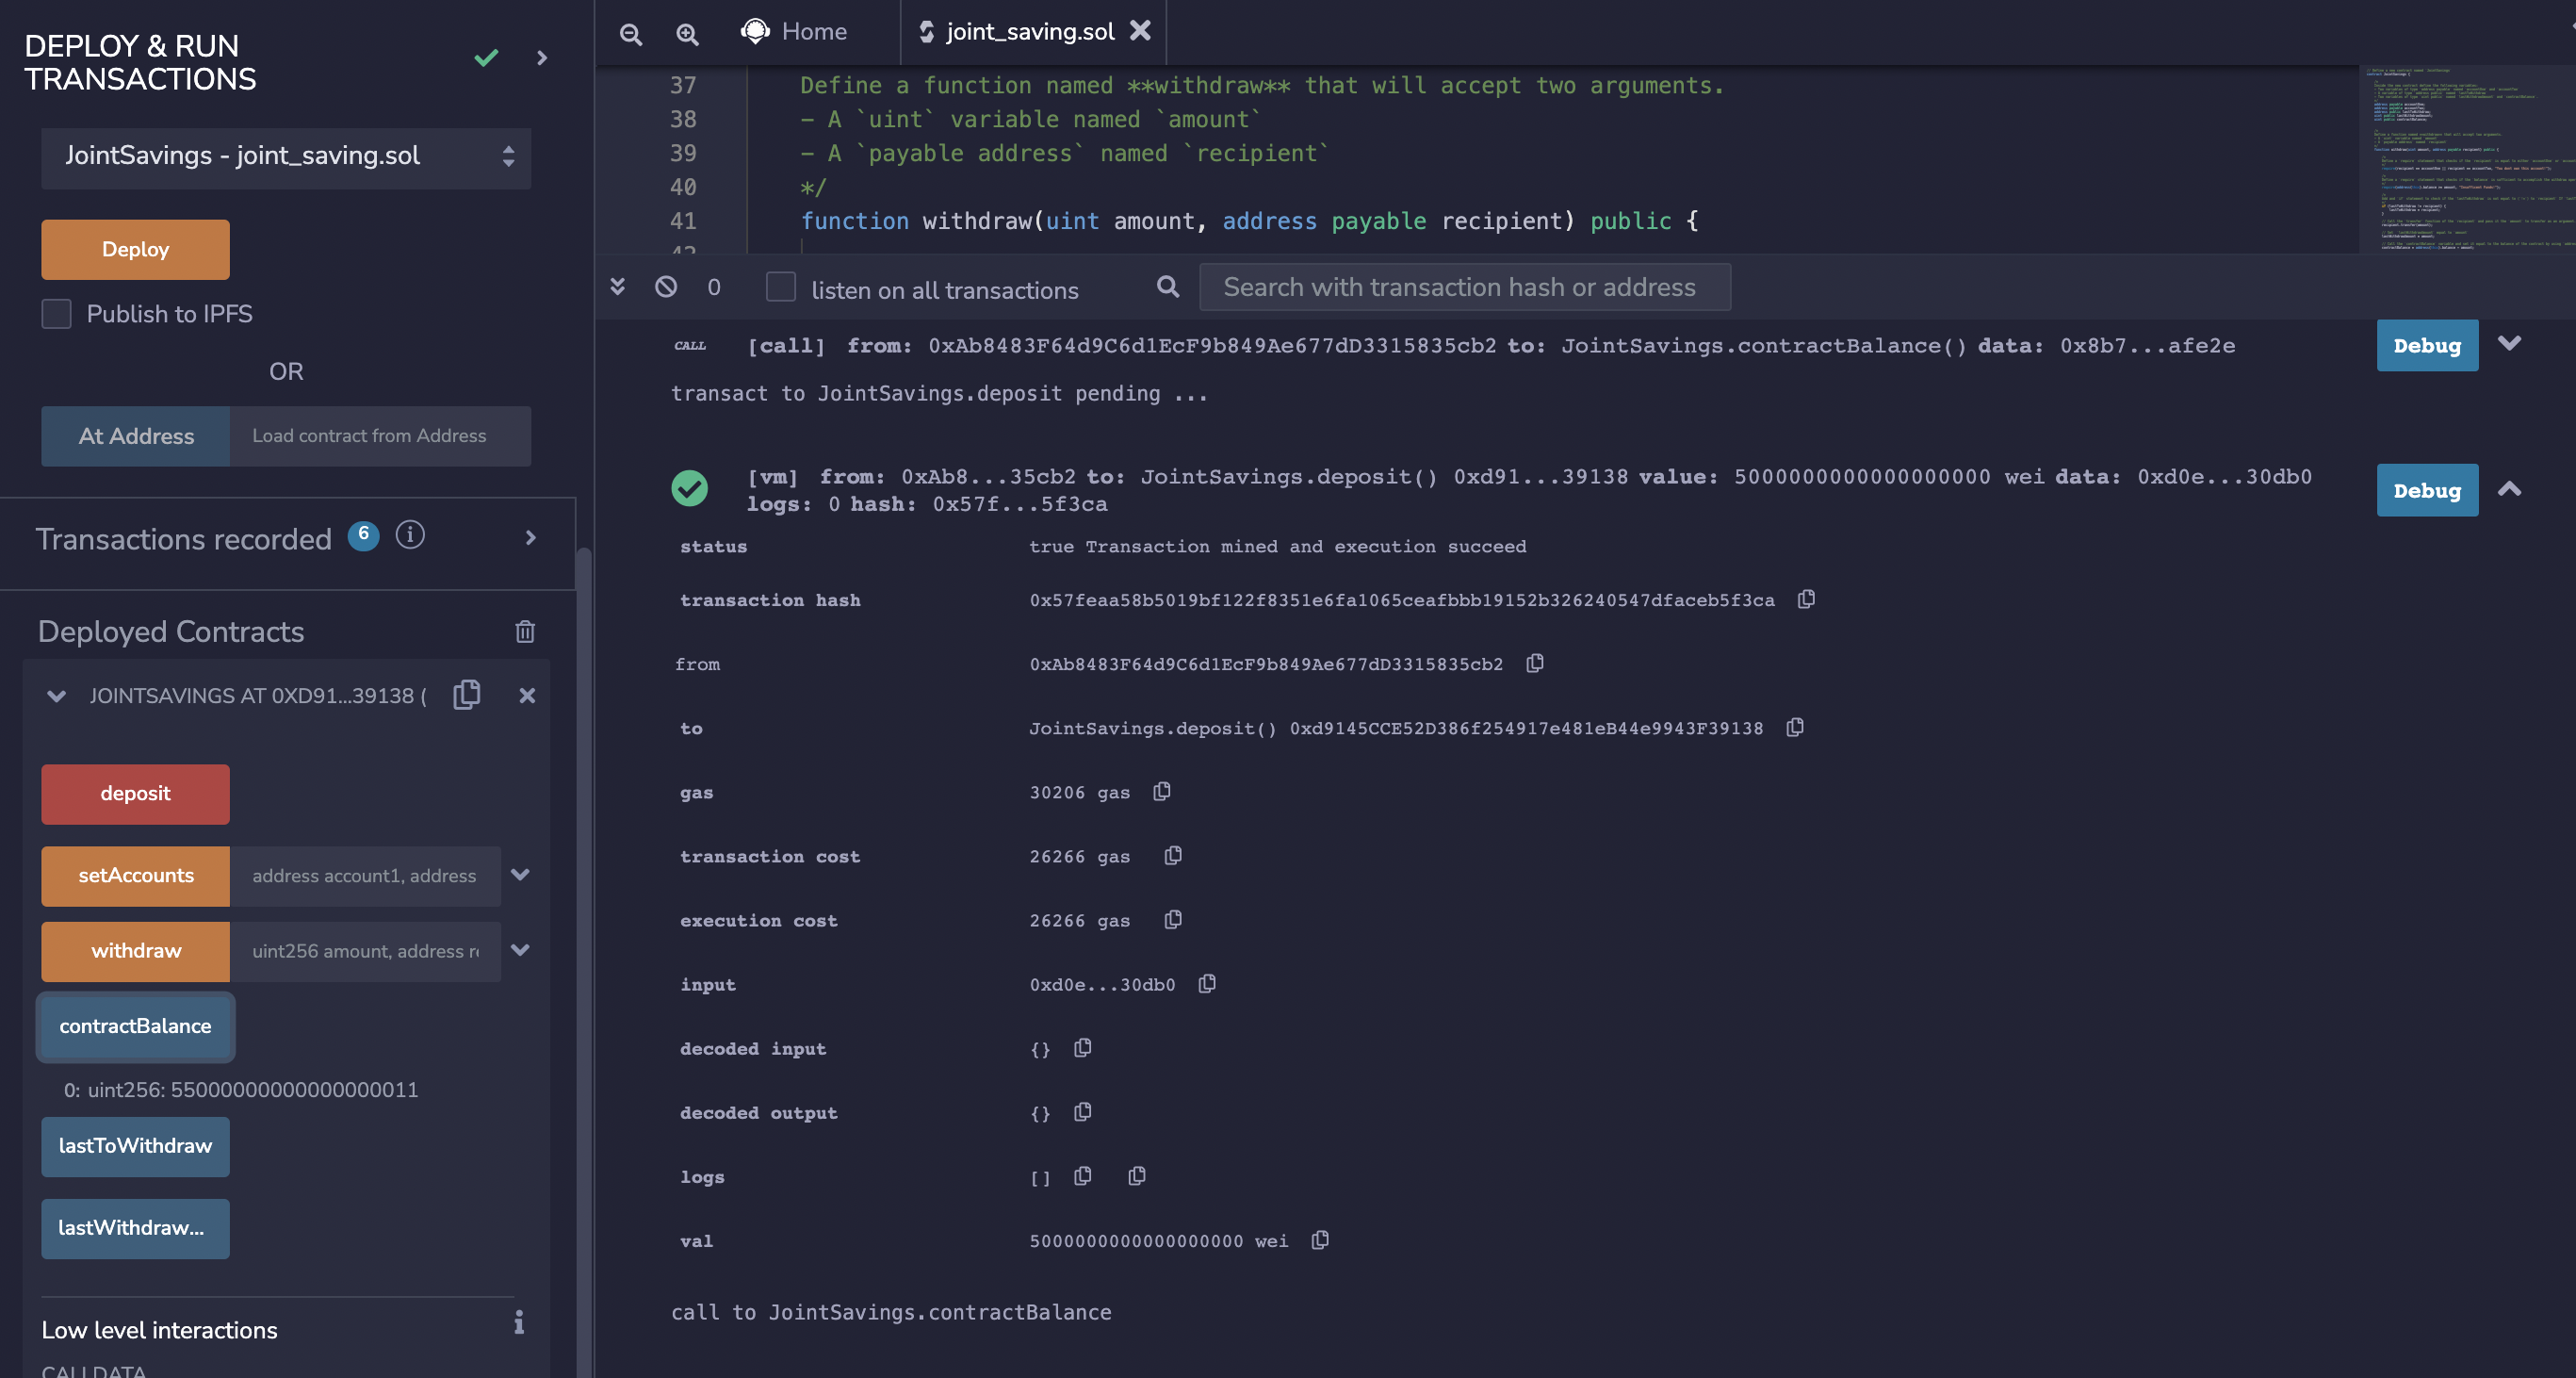 DEPLOY & RUN
TRANSACTIONS
JointSavings - joint_saving.sol
Deploy
Publish to IPFS
OR
At Address Load contract from Address
Transactions recorded 6 i
Deployed Contracts
JOINTSAVINGS AT 0XD91...39138 (
deposit
setAccounts address account1, address
withdraw uint256 amount, address re
contractBalance
0: uint256: 55000000000000000011
lastToWithdraw
lastWithdraw...
Low level interactions i
CALLDATA
Home joint_saving.sol
37 Define a function named **withdraw** that will accept two arguments.
38 - A `uint` variable named `amount`
39 - A `payable address` named `recipient`
40 */
41 function withdraw(uint amount, address payable recipient) public {
42
0 listen on all transactions Search with transaction hash or address
CALL [call] from: 0xAb8483F64d9C6d1EcF9b849Ae677dD3315835cb2 to: JointSavings.contractBalance() data: 0x8b7...afe2e Debug
transact to JointSavings.deposit pending ...
[vm] from: 0xAb8...35cb2 to: JointSavings.deposit() 0xd91...39138 value: 5000000000000000000 wei data: 0xd0e...30db0 Debug
logs: 0 hash: 0x57f...5f3ca
status true Transaction mined and execution succeed
transaction hash 0x57feaa58b5019bf122f8351e6fa1065ceafbbb19152b326240547dfaceb5f3ca
from 0xAb8483F64d9C6d1EcF9b849Ae677dD3315835cb2
to JointSavings.deposit() 0xd9145CCE52D386f254917e481eB44e9943F39138
gas 30206 gas
transaction cost 26266 gas
execution cost 26266 gas
input 0xd0e...30db0
decoded input {}
decoded output {}
logs []
val 5000000000000000000 wei
call to JointSavings.contractBalance